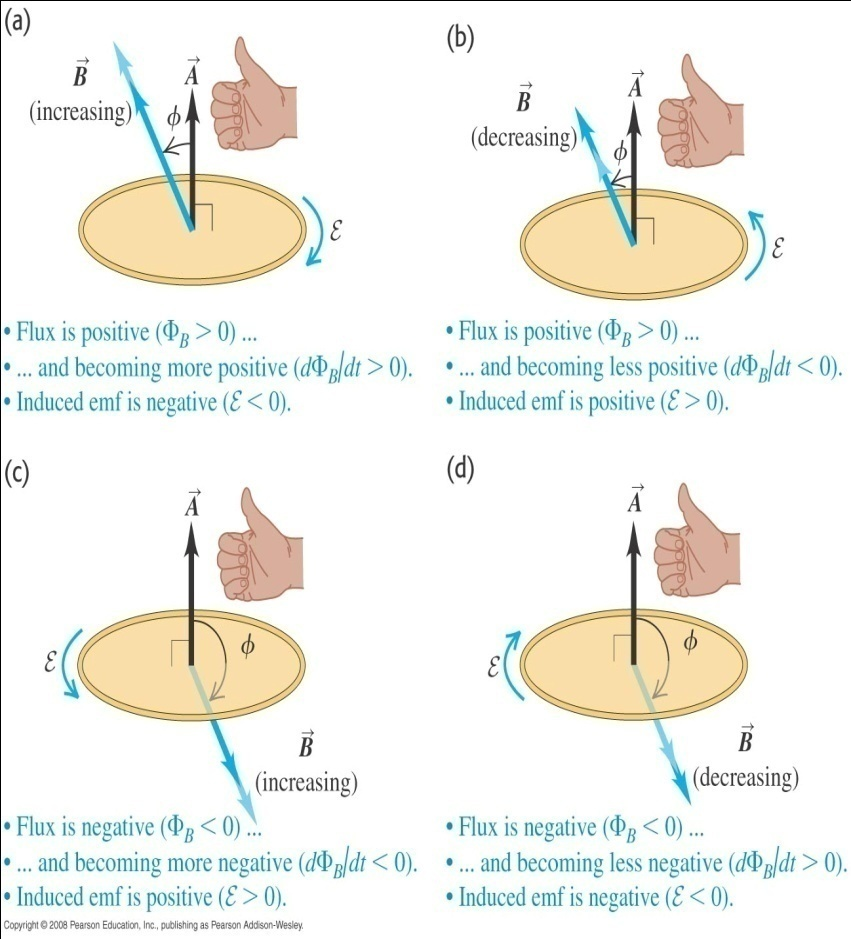 (a)
B⃗
(increasing)
A⃗
ϕ
ℰ
• Flux is positive (Φ_B > 0) ...
• ... and becoming more positive (dΦ_B/dt > 0).
• Induced emf is negative (ℰ < 0).
(b)
B⃗
(decreasing)
A⃗
ϕ
ℰ
• Flux is positive (Φ_B > 0) ...
• ... and becoming less positive (dΦ_B/dt < 0).
• Induced emf is positive (ℰ > 0).
(c)
A⃗
ϕ
ℰ
B⃗
(increasing)
• Flux is negative (Φ_B < 0) ...
• ... and becoming more negative (dΦ_B/dt < 0).
• Induced emf is positive (ℰ > 0).
(d)
A⃗
ϕ
ℰ
B⃗
(decreasing)
• Flux is negative (Φ_B < 0) ...
• ... and becoming less negative (dΦ_B/dt > 0).
• Induced emf is negative (ℰ < 0).
Copyright © 2008 Pearson Education, Inc., publishing as Pearson Addison-Wesley.